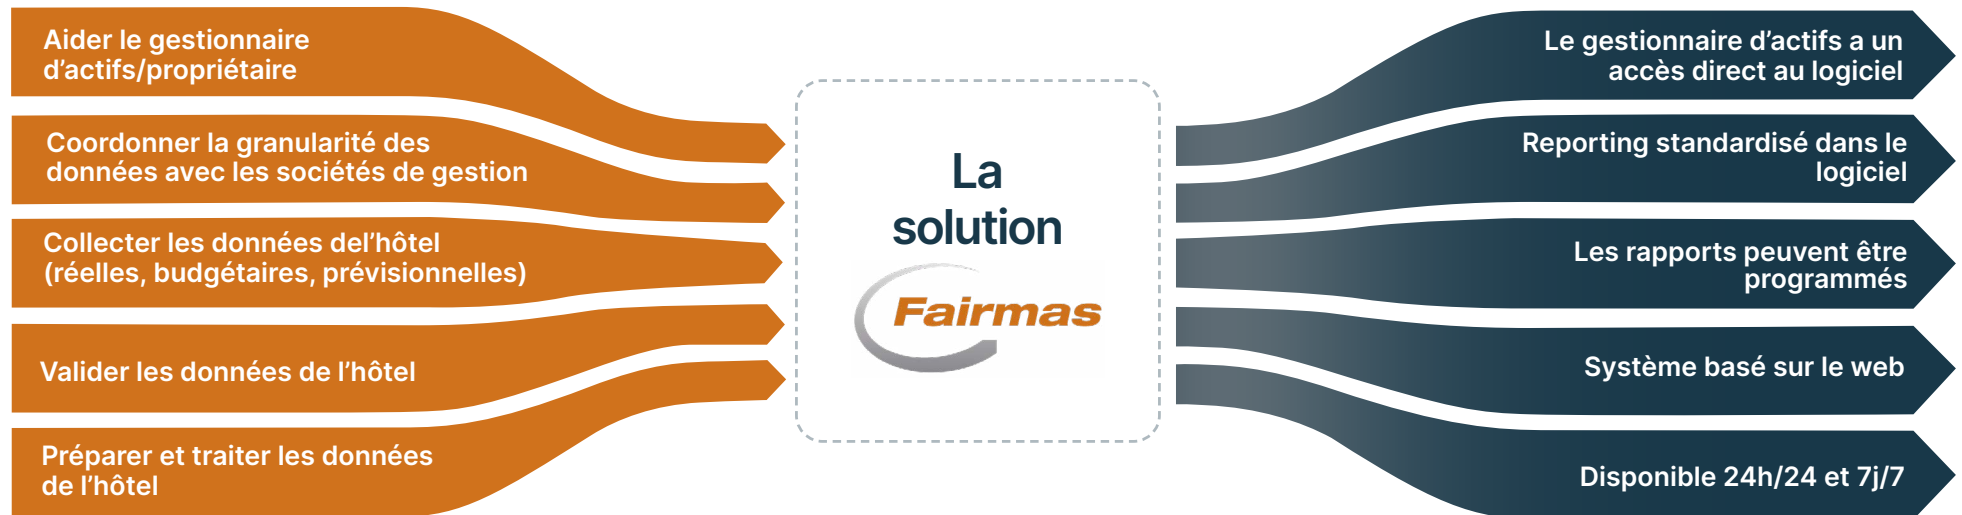 Aider le gestionnaire
d'actifs/propriétaire
Coordonner la granularité des
données avec les sociétés de gestion
Collecter les données del'hôtel
(réelles, budgétaires, prévisionnelles)
Valider les données de l'hôtel
Préparer et traiter les données
de l'hôtel
La
solution
Fairmas
Le gestionnaire d'actifs a un
accès direct au logiciel
Reporting standardisé dans le
logiciel
Les rapports peuvent être
programmés
Système basé sur le web
Disponible 24h/24 et 7j/7